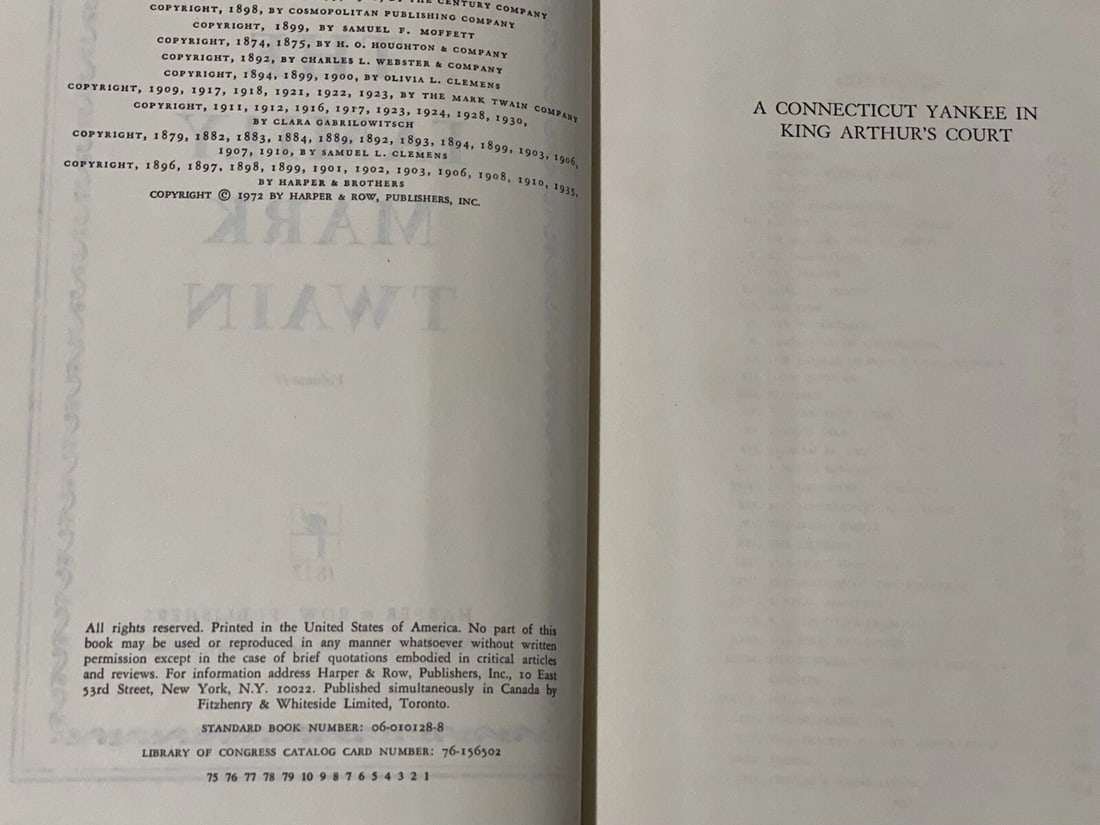 THE CENTURY COMPANY
COPYRIGHT, 1898, BY COSMOPOLITAN PUBLISHING COMPANY
COPYRIGHT, 1899, BY SAMUEL F. MOFFETT
COPYRIGHT, 1874, 1875, BY H. O. HOUGHTON & COMPANY
COPYRIGHT, 1892, BY CHARLES L. WEBSTER & COMPANY
COPYRIGHT, 1894, 1899, 1900, BY OLIVIA L. CLEMENS
COPYRIGHT, 1909, 1917, 1918, 1921, 1922, 1923, BY THE MARK TWAIN COMPANY
COPYRIGHT, 1911, 1912, 1916, 1917, 1923, 1924, 1928, 1930,
BY CLARA GABRILOWITSCH
COPYRIGHT, 1879, 1882, 1883, 1884, 1889, 1892, 1893, 1894, 1899, 1903, 1906,
1907, 1910, BY SAMUEL L. CLEMENS
COPYRIGHT, 1896, 1897, 1898, 1899, 1901, 1902, 1903, 1906, 1908, 1910, 1935,
BY HARPER & BROTHERS
COPYRIGHT © 1972 BY HARPER & ROW, PUBLISHERS, INC.
MARK
TWAIN
1817
All rights reserved. Printed in the United States of America. No part of this
book may be used or reproduced in any manner whatsoever without written
permission except in the case of brief quotations embodied in critical articles
and reviews. For information address Harper & Row, Publishers, Inc., 10 East
53rd Street, New York, N.Y. 10022. Published simultaneously in Canada by
Fitzhenry & Whiteside Limited, Toronto.
STANDARD BOOK NUMBER: 06-010128-8
LIBRARY OF CONGRESS CATALOG CARD NUMBER: 76-156502
75 76 77 78 79 10 9 8 7 6 5 4 3 2 1
A CONNECTICUT YANKEE IN
KING ARTHUR'S COURT